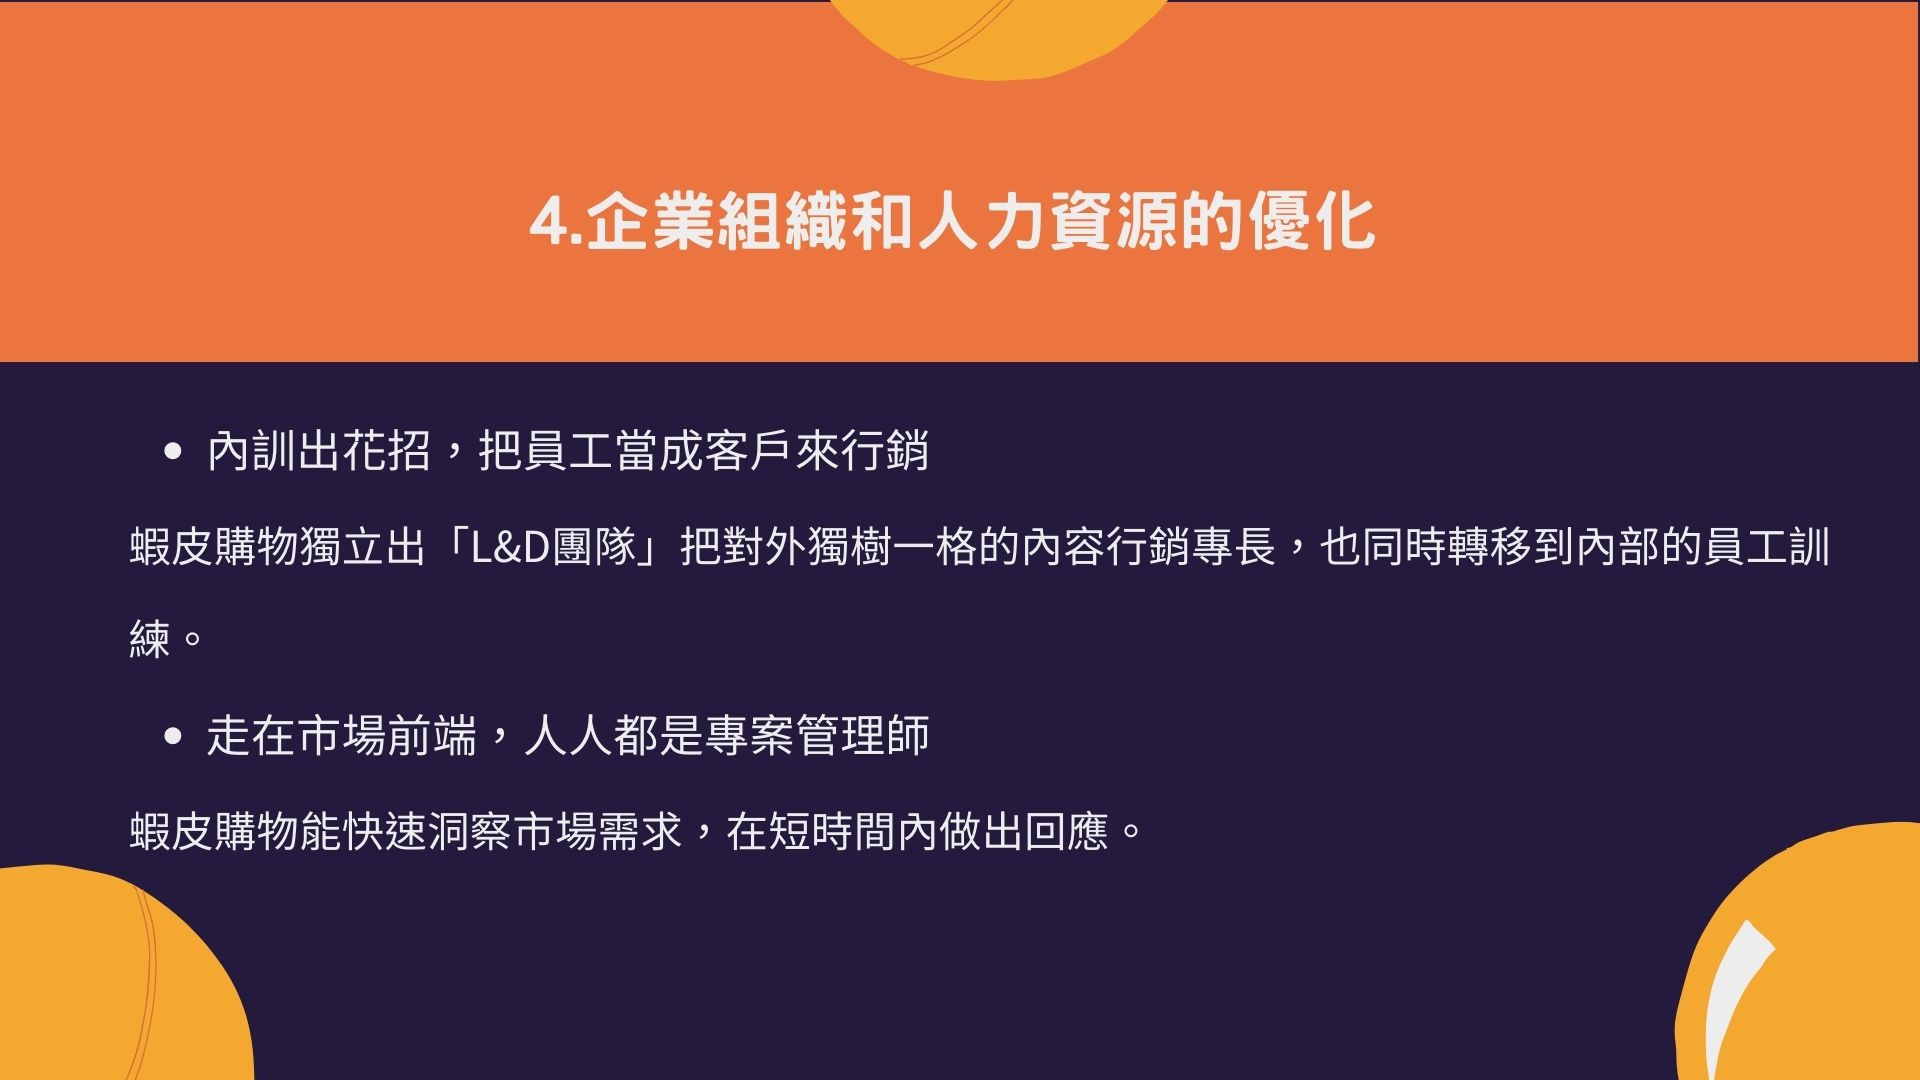 4.企業組織和人力資源的優化
• 內訓出花招，把員工當成客戶來行銷
蝦皮購物獨立出「L&D團隊」把對外獨樹一格的內容行銷專長，也同時轉移到內部的員工訓
練。
• 走在市場前端，人人都是專案管理師
蝦皮購物能快速洞察市場需求，在短時間內做出回應。